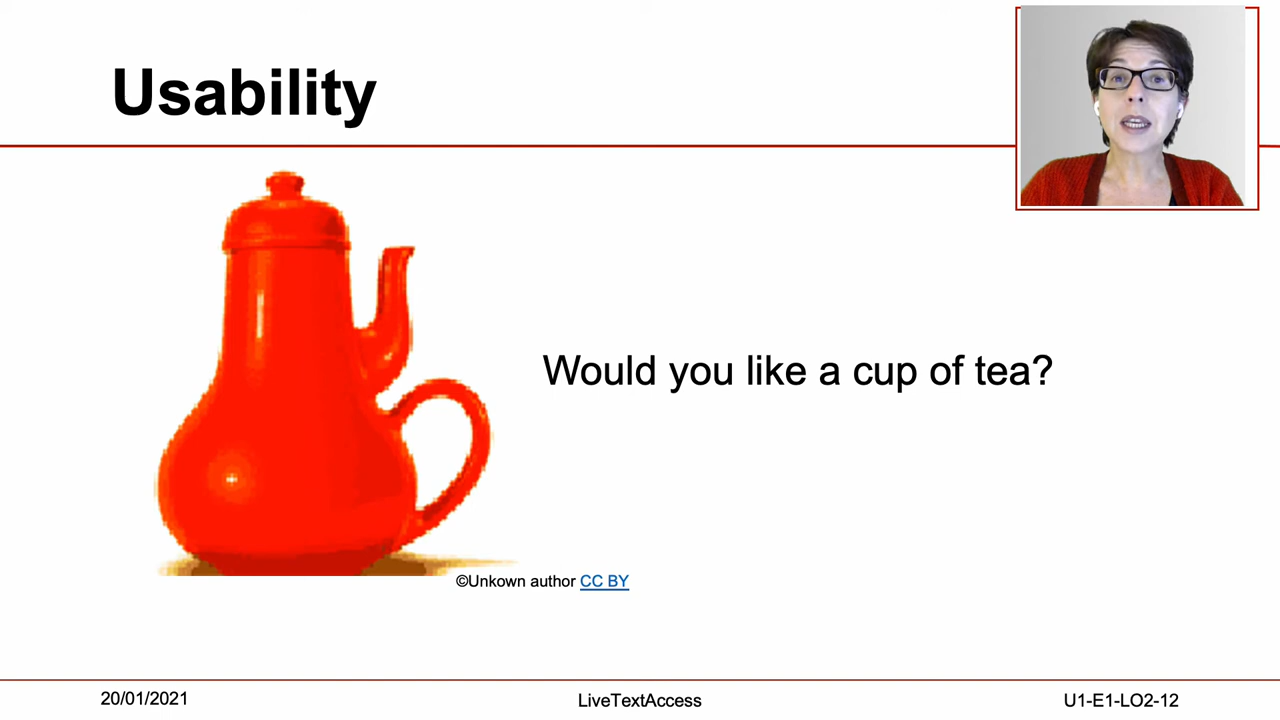 Usability
Would you like a cup of tea?
©Unkown author CC BY
20/01/2021
LiveTextAccess
U1-E1-LO2-12